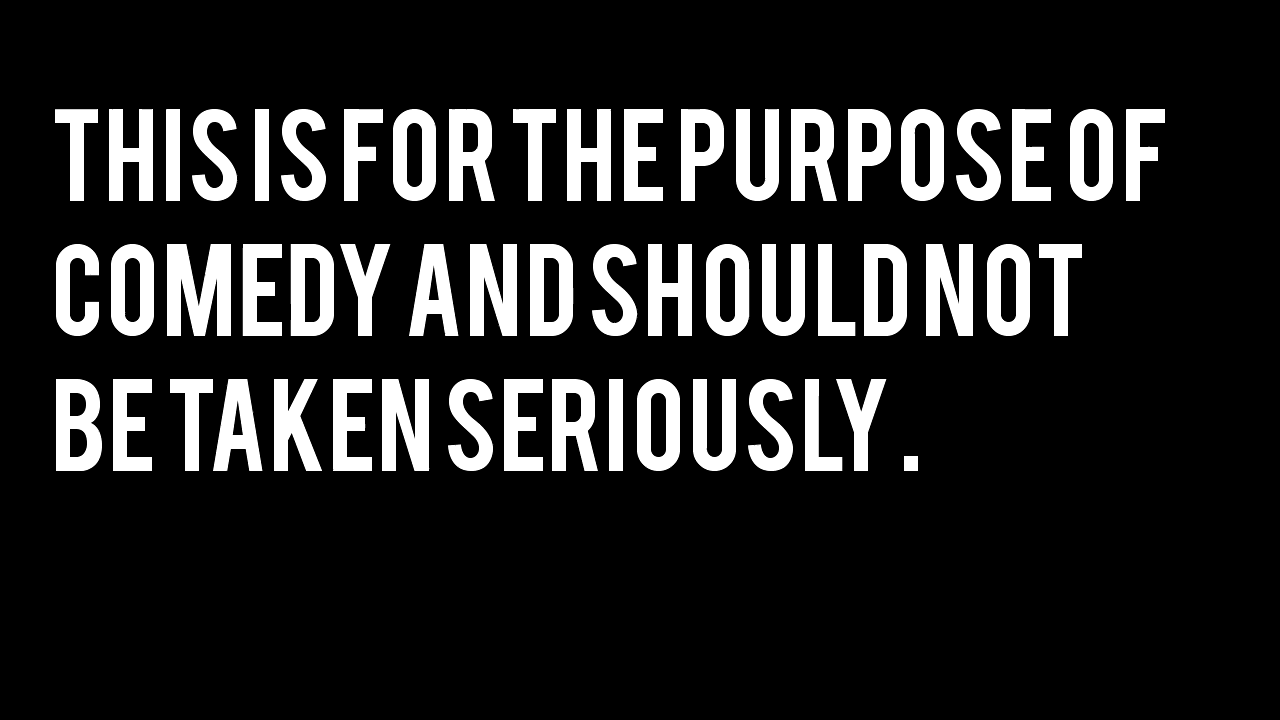 THIS IS FOR THE PURPOSE OF
COMEDY AND SHOULD NOT
BE TAKEN SERIOUSLY .